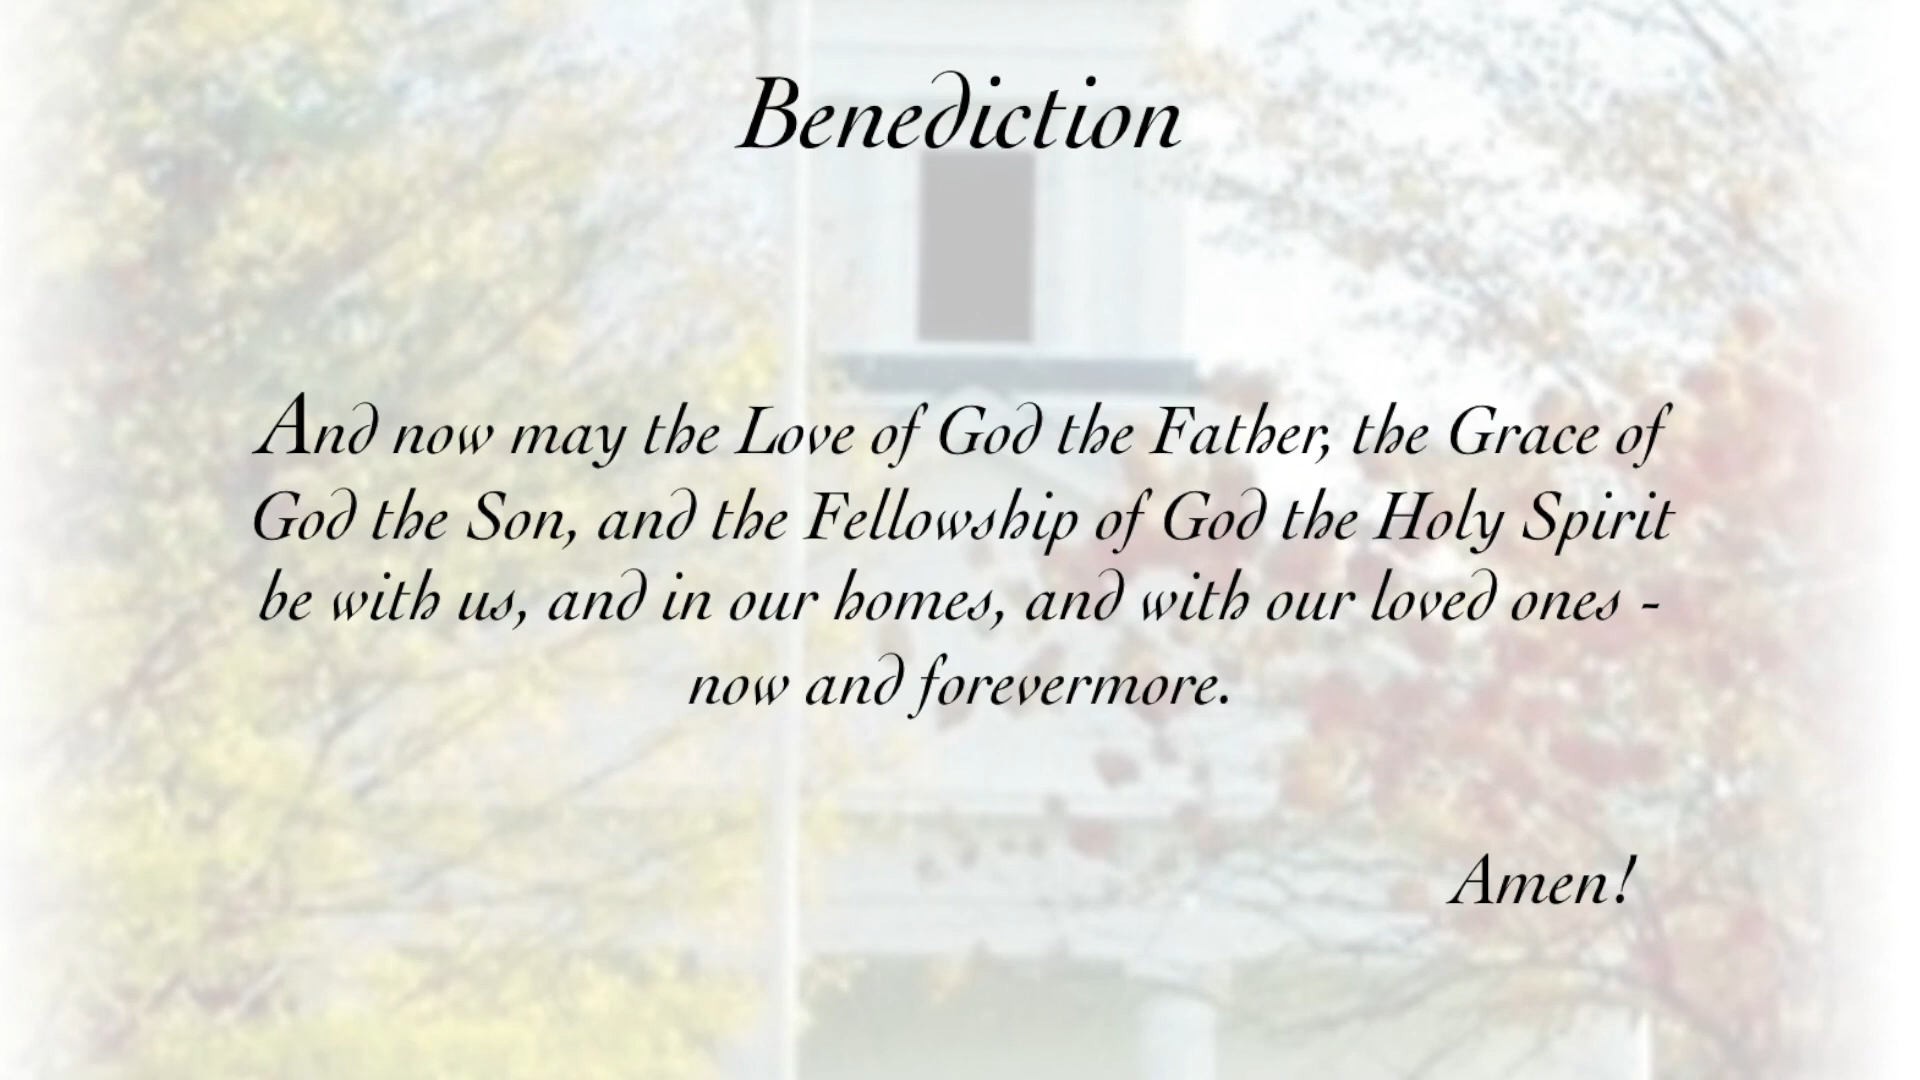 Benediction
And now may the Love of God the Father, the Grace of
God the Son, and the Fellowship of God the Holy Spirit
be with us, and in our homes, and with our loved ones -
now and forevermore.
Amen!